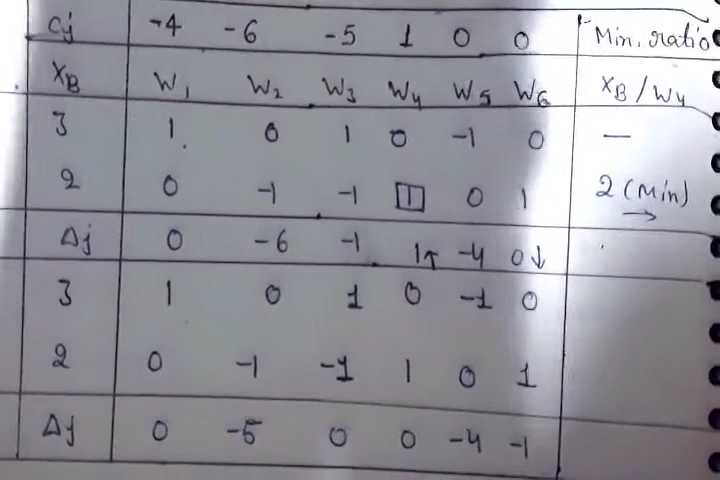 Cj -4 -6 -5 1 0 0 Min. ratio
XB W1 W2 W3 W4 W5 W6 XB/W4
3 1 0 1 0 -1 0 —
2 0 -1 -1 1 0 1 2 (Min) →
Δj 0 -6 -1 1↑ -4 0↓
3 1 0 1 0 -1 0
2 0 -1 -1 1 0 1
Δj 0 -5 0 0 -4 -1